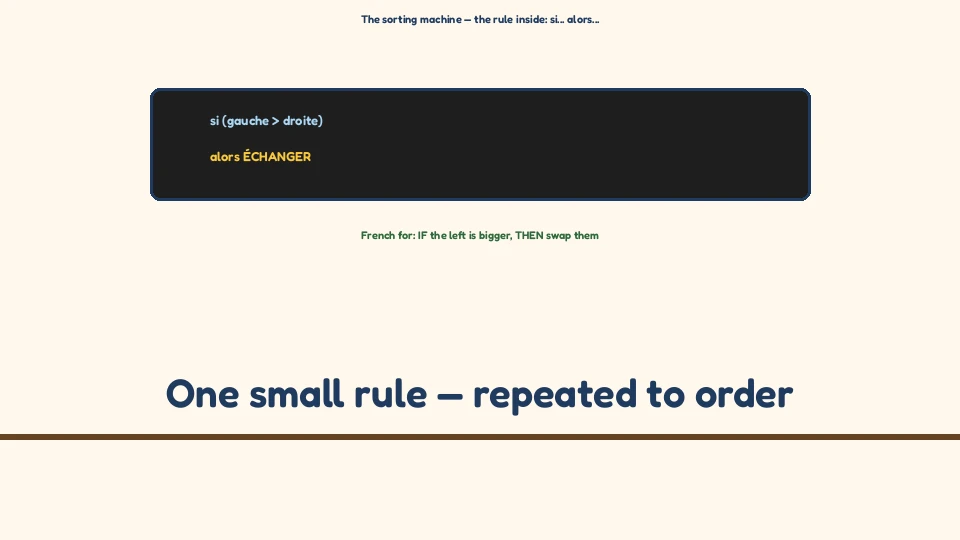 The sorting machine — the rule inside: si... alors...
si (gauche > droite)
alors ÉCHANGER
French for: IF the left is bigger, THEN swap them
One small rule — repeated to order